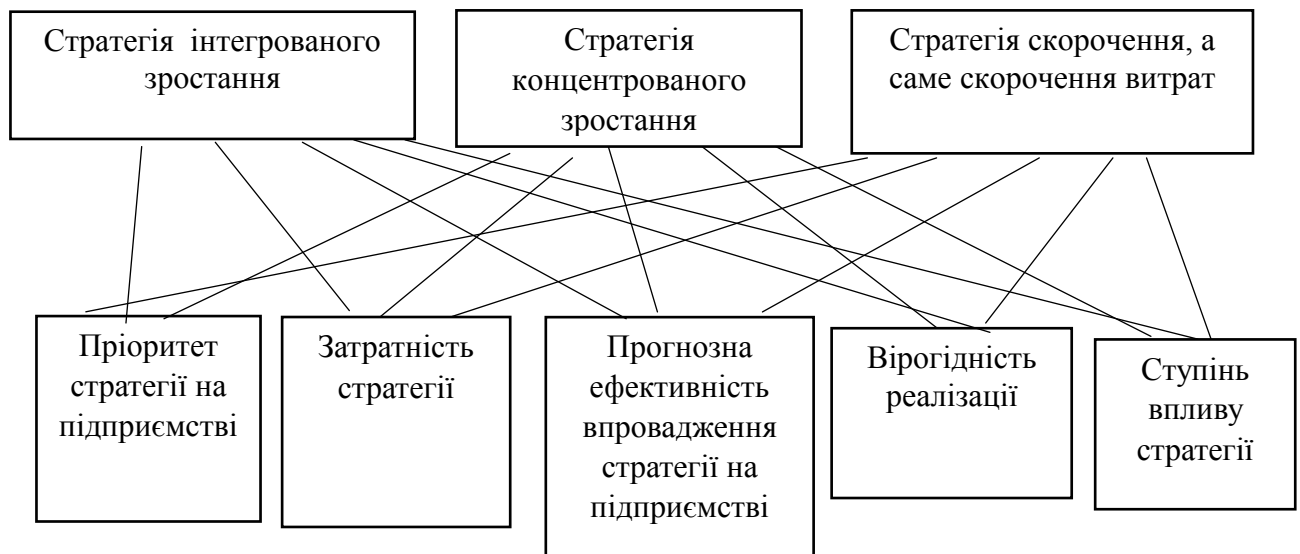 Стратегія інтегрованого
зростання
Стратегія
концентрованого
зростання
Стратегія скорочення, а
саме скорочення витрат
Пріоритет
стратегії на
підприємстві
Затратність
стратегії
Прогнозна
ефективність
впровадження
стратегії на
підприємстві
Вірогідність
реалізації
Ступінь
впливу
стратегії